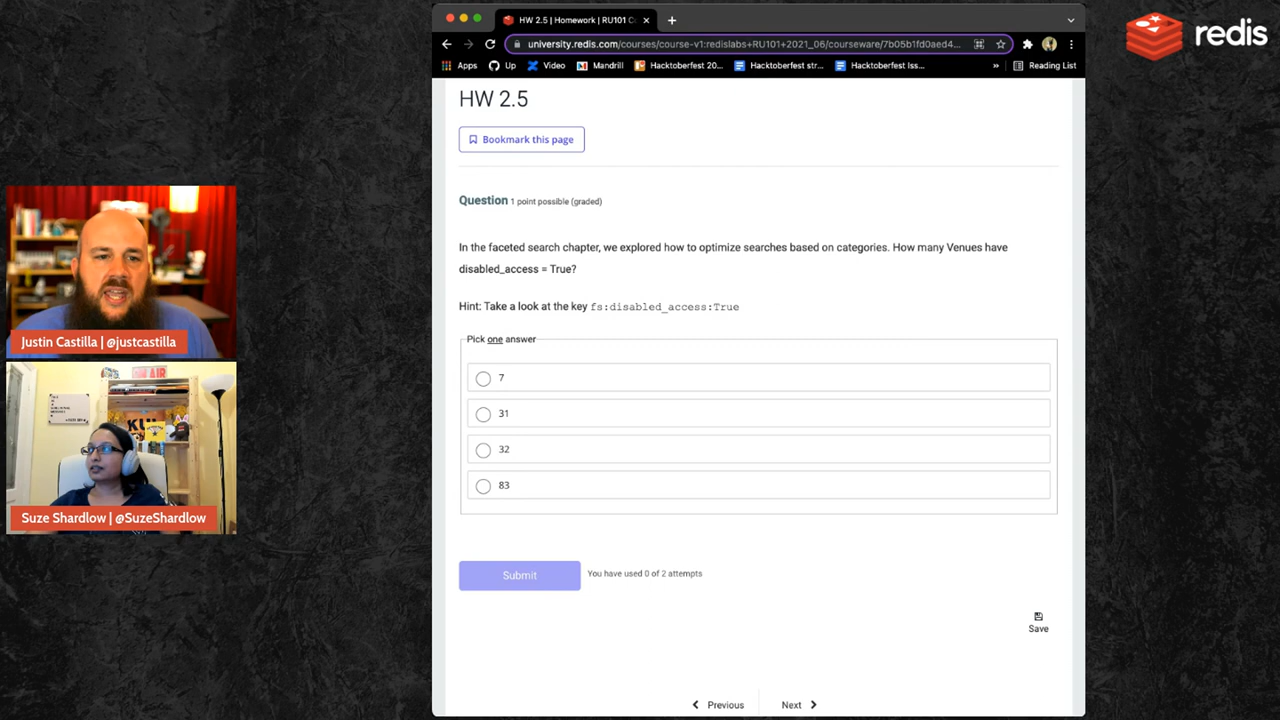 redis
HW 2.5 | Homework | RU101 C
university.redis.com/courses/course-v1:redislabs+RU101+2021_06/courseware/7b05b1fd0aed4...
Apps
Up
Video
Mandrill
Hacktoberfest 20...
Hacktoberfest str...
Hacktoberfest Iss...
»
Reading List
HW 2.5
Bookmark this page
Question 1 point possible (graded)
In the faceted search chapter, we explored how to optimize searches based on categories. How many Venues have
disabled_access = True?
Hint: Take a look at the key fs:disabled_access:True
Pick one answer
7
31
32
83
Submit
You have used 0 of 2 attempts
Save
Previous
Next
Justin Castilla | @justcastilla
ON AIR
Suze Shardlow | @SuzeShardlow